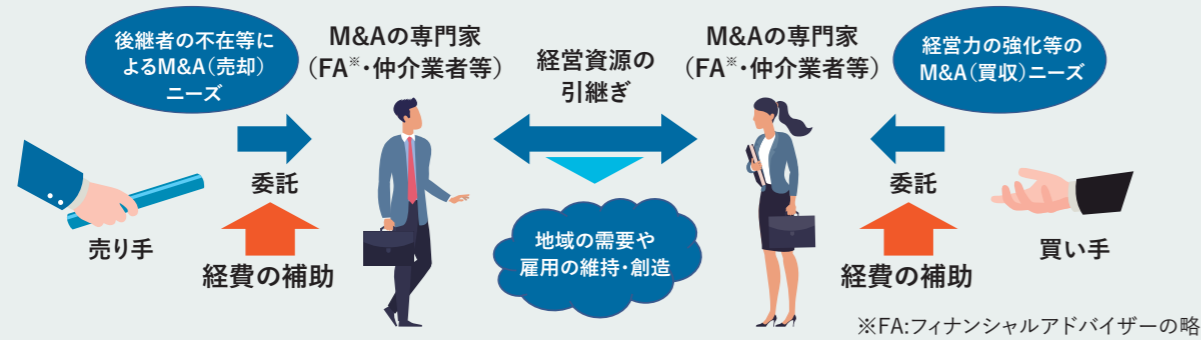 後継者の不在等に
よるM&A（売却）
ニーズ
M&Aの専門家
（FA※・仲介業者等）
経営資源の
引継ぎ
M&Aの専門家
（FA※・仲介業者等）
経営力の強化等の
M&A（買収）ニーズ
委託
売り手
経費の補助
地域の需要や
雇用の維持・創造
委託
買い手
経費の補助
※FA:フィナンシャルアドバイザーの略